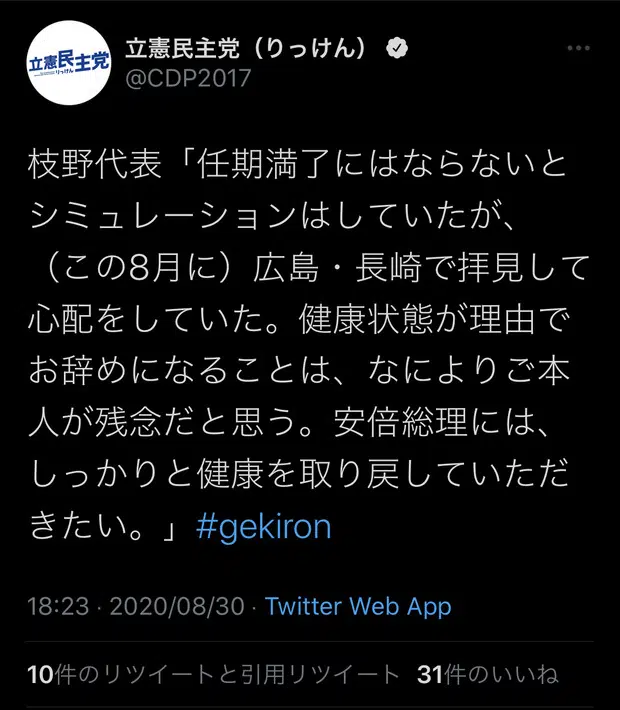 立憲民主党
りっけん
立憲民主党（りっけん）
@CDP2017
枝野代表「任期満了にはならないと
シミュレーションはしていたが、
（この8月に）広島・長崎で拝見して
心配をしていた。健康状態が理由で
お辞めになることは、なによりご本
人が残念だと思う。安倍総理には、
しっかりと健康を取り戻していただ
きたい。」#gekiron
18:23 · 2020/08/30 · Twitter Web App
10件のリツイートと引用リツイート 31件のいいね